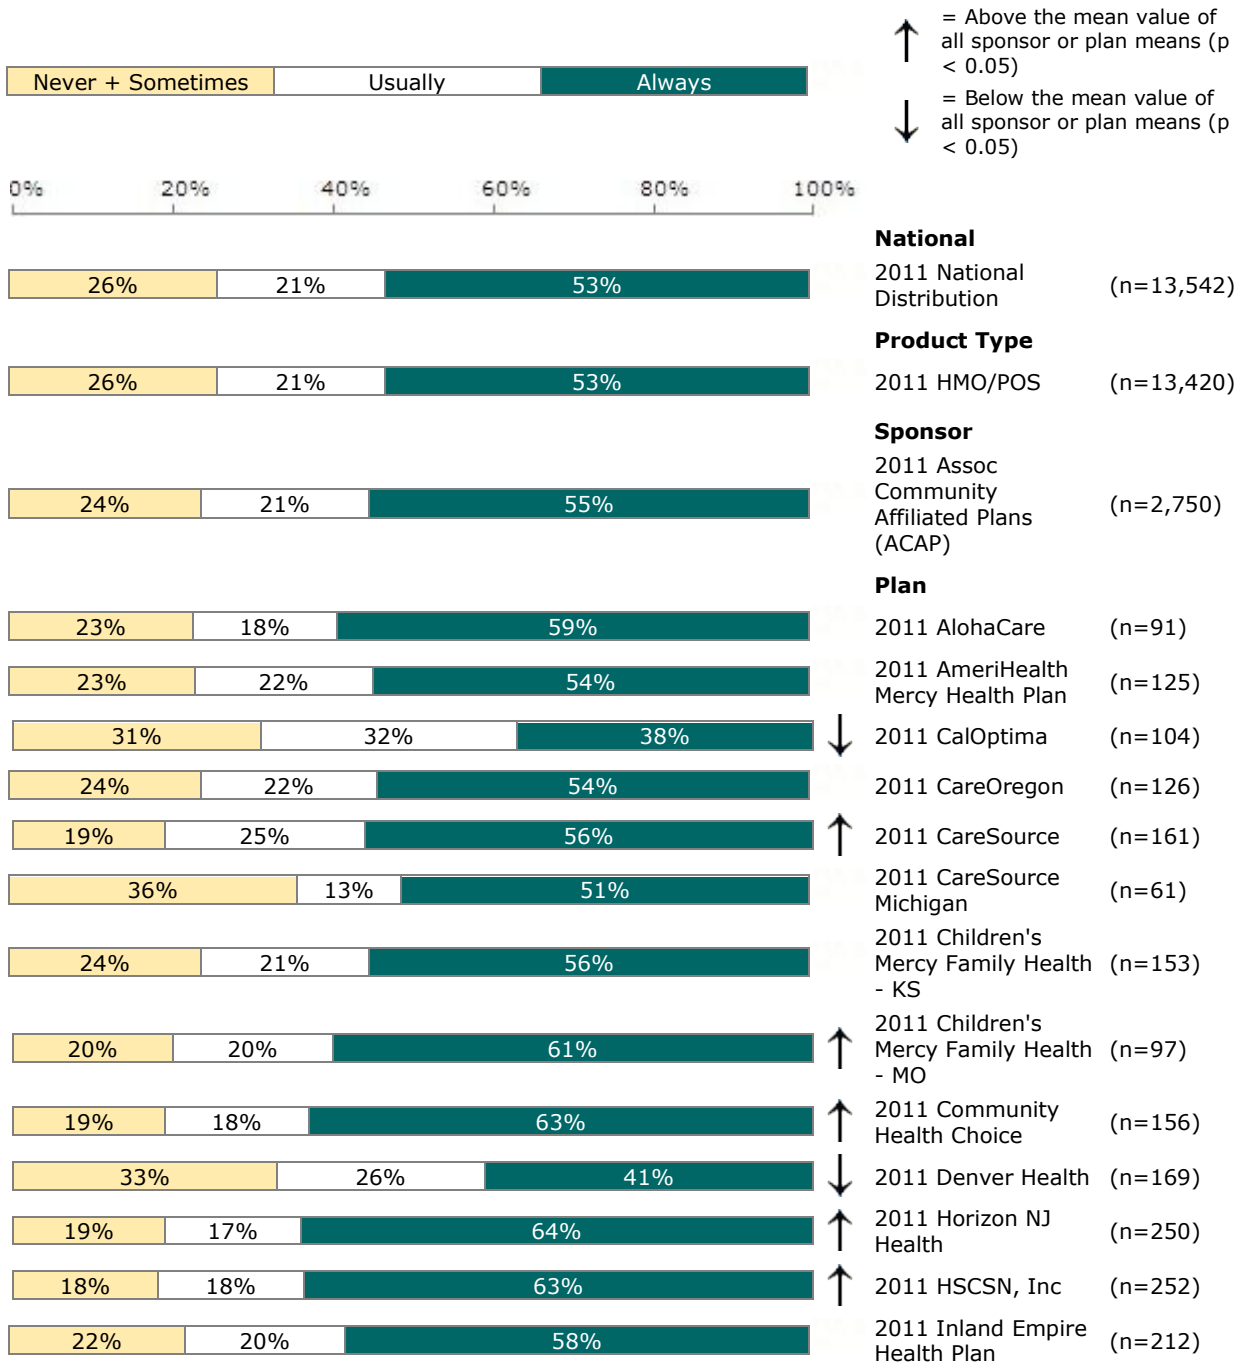 ↑ = Above the mean value of
all sponsor or plan means (p
< 0.05)
Never + Sometimes Usually Always
↓ = Below the mean value of
all sponsor or plan means (p
< 0.05)
0% 20% 40% 60% 80% 100%
National
26% 21% 53% 2011 National
Distribution (n=13,542)
Product Type
26% 21% 53% 2011 HMO/POS (n=13,420)
Sponsor
2011 Assoc
Community
24% 21% 55% Affiliated Plans (n=2,750)
(ACAP)
Plan
23% 18% 59% 2011 AlohaCare (n=91)
23% 22% 54% 2011 AmeriHealth
Mercy Health Plan (n=125)
31% 32% 38% ↓ 2011 CalOptima (n=104)
24% 22% 54% 2011 CareOregon (n=126)
19% 25% 56% ↑ 2011 CareSource (n=161)
36% 13% 51% 2011 CareSource
Michigan (n=61)
2011 Children's
24% 21% 56% Mercy Family Health (n=153)
- KS
2011 Children's
20% 20% 61% ↑ Mercy Family Health (n=97)
- MO
19% 18% 63% ↑ 2011 Community
Health Choice (n=156)
33% 26% 41% ↓ 2011 Denver Health (n=169)
19% 17% 64% ↑ 2011 Horizon NJ
Health (n=250)
18% 18% 63% ↑ 2011 HSCSN, Inc (n=252)
22% 20% 58% 2011 Inland Empire
Health Plan (n=212)